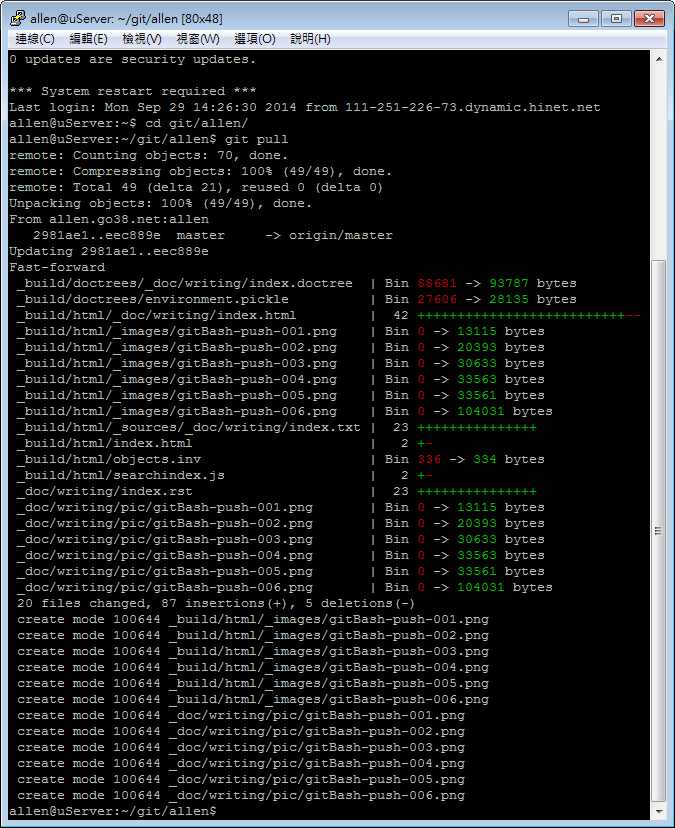 allen@uServer: ~/git/allen [80x48]
連線(C) 編輯(E) 檢視(V) 視窗(W) 選項(O) 說明(H)
0 updates are security updates.
*** System restart required ***
Last login: Mon Sep 29 14:26:30 2014 from 111-251-226-73.dynamic.hinet.net
allen@uServer:~$ cd git/allen/
allen@uServer:~/git/allen$ git pull
remote: Counting objects: 70, done.
remote: Compressing objects: 100% (49/49), done.
remote: Total 49 (delta 21), reused 0 (delta 0)
Unpacking objects: 100% (49/49), done.
From allen.go38.net:allen
   2981ae1..eec889e  master     -> origin/master
Updating 2981ae1..eec889e
Fast-forward
 _build/doctrees/_doc/writing/index.doctree  | Bin 88681 -> 93787 bytes
 _build/doctrees/environment.pickle          | Bin 27606 -> 28135 bytes
 _build/html/_doc/writing/index.html         |  42 ++++++++++++++++++++++++++--
 _build/html/_images/gitBash-push-001.png    | Bin 0 -> 13115 bytes
 _build/html/_images/gitBash-push-002.png    | Bin 0 -> 20393 bytes
 _build/html/_images/gitBash-push-003.png    | Bin 0 -> 30633 bytes
 _build/html/_images/gitBash-push-004.png    | Bin 0 -> 33563 bytes
 _build/html/_images/gitBash-push-005.png    | Bin 0 -> 33561 bytes
 _build/html/_images/gitBash-push-006.png    | Bin 0 -> 104031 bytes
 _build/html/_sources/_doc/writing/index.txt |  23 +++++++++++++++
 _build/html/index.html                      |   2 +-
 _build/html/objects.inv                     | Bin 336 -> 334 bytes
 _build/html/searchindex.js                  |   2 +-
 _doc/writing/index.rst                      |  23 +++++++++++++++
 _doc/writing/pic/gitBash-push-001.png       | Bin 0 -> 13115 bytes
 _doc/writing/pic/gitBash-push-002.png       | Bin 0 -> 20393 bytes
 _doc/writing/pic/gitBash-push-003.png       | Bin 0 -> 30633 bytes
 _doc/writing/pic/gitBash-push-004.png       | Bin 0 -> 33563 bytes
 _doc/writing/pic/gitBash-push-005.png       | Bin 0 -> 33561 bytes
 _doc/writing/pic/gitBash-push-006.png       | Bin 0 -> 104031 bytes
 20 files changed, 87 insertions(+), 5 deletions(-)
 create mode 100644 _build/html/_images/gitBash-push-001.png
 create mode 100644 _build/html/_images/gitBash-push-002.png
 create mode 100644 _build/html/_images/gitBash-push-003.png
 create mode 100644 _build/html/_images/gitBash-push-004.png
 create mode 100644 _build/html/_images/gitBash-push-005.png
 create mode 100644 _build/html/_images/gitBash-push-006.png
 create mode 100644 _doc/writing/pic/gitBash-push-001.png
 create mode 100644 _doc/writing/pic/gitBash-push-002.png
 create mode 100644 _doc/writing/pic/gitBash-push-003.png
 create mode 100644 _doc/writing/pic/gitBash-push-004.png
 create mode 100644 _doc/writing/pic/gitBash-push-005.png
 create mode 100644 _doc/writing/pic/gitBash-push-006.png
allen@uServer:~/git/allen$